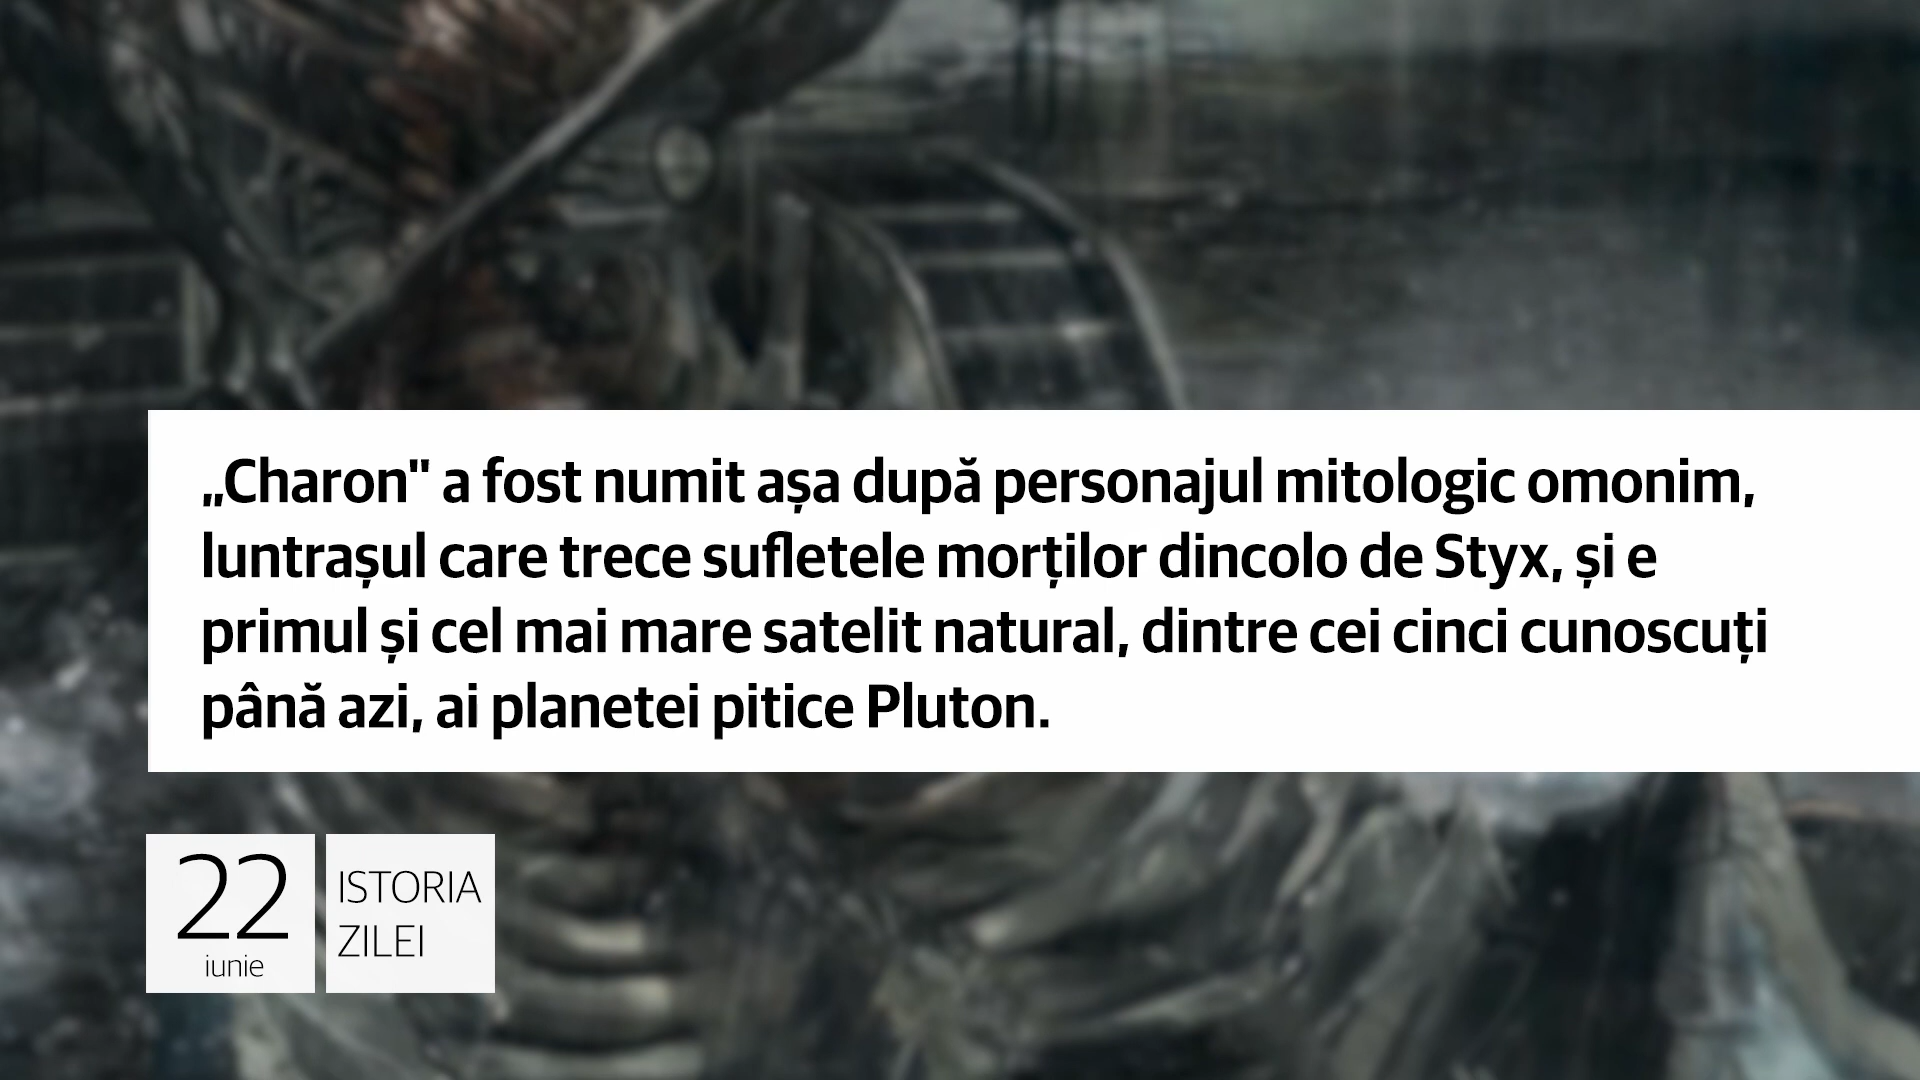 „Charon" a fost numit așa după personajul mitologic omonim,
luntrașul care trece sufletele morților dincolo de Styx, și e
primul și cel mai mare satelit natural, dintre cei cinci cunoscuți
până azi, ai planetei pitice Pluton.
22
iunie
ISTORIA
ZILEI